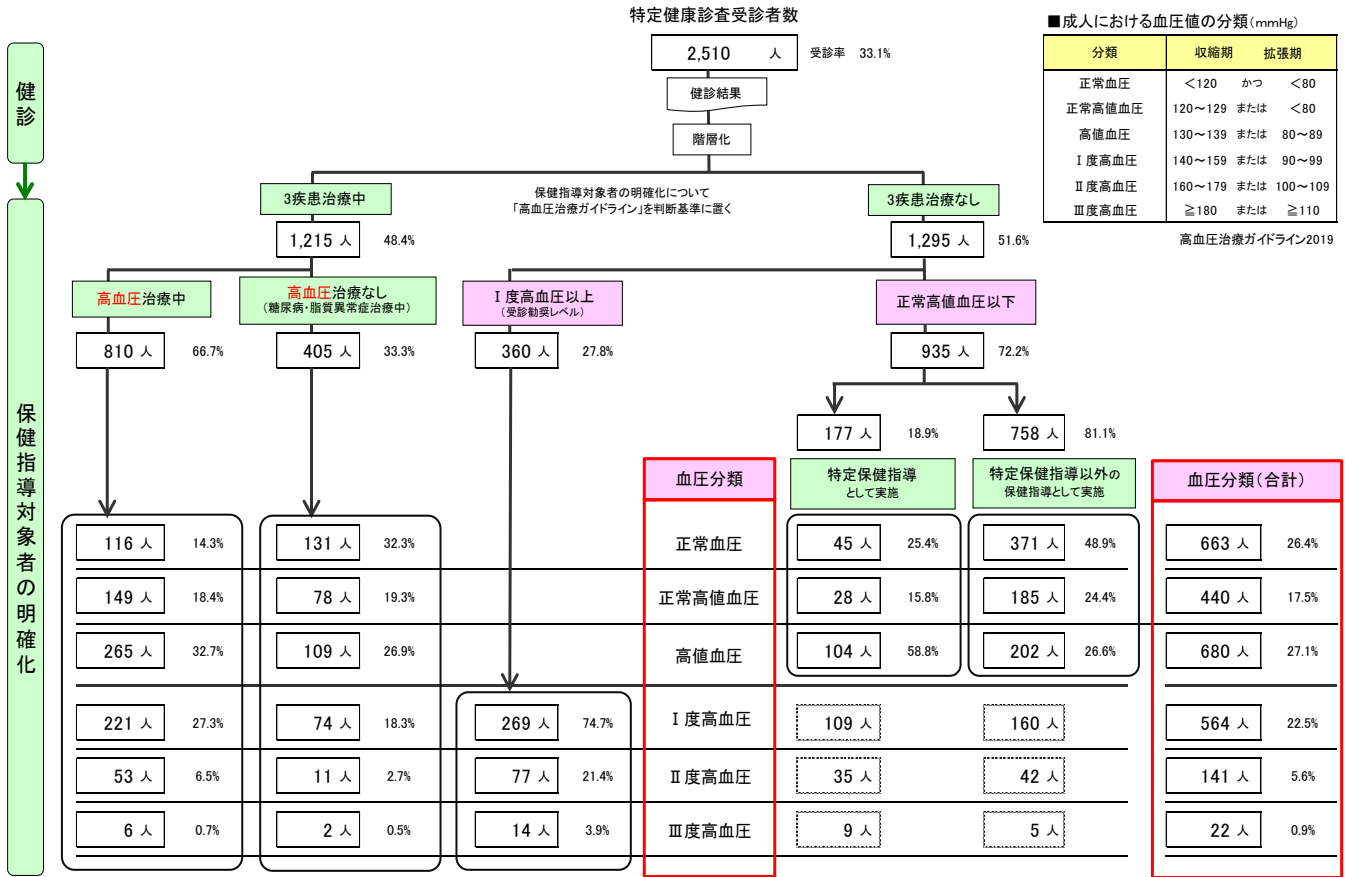 特定健康診査受診者数
2,510 人 受診率 33.1%
健診結果
階層化
■成人における血圧値の分類(mmHg)
分類 収縮期 拡張期
正常血圧 <120 かつ <80
正常高値血圧 120~129 または <80
高値血圧 130~139 または 80~89
Ⅰ度高血圧 140~159 または 90~99
Ⅱ度高血圧 160~179 または 100~109
Ⅲ度高血圧 ≧180 または ≧110
高血圧治療ガイドライン2019
健診
保健指導対象者の明確化
保健指導対象者の明確化について
「高血圧治療ガイドライン」を判断基準に置く
3疾患治療中
1,215 人 48.4%
3疾患治療なし
1,295 人 51.6%
高血圧治療中
810 人 66.7%
高血圧治療なし
(糖尿病・脂質異常症治療中)
405 人 33.3%
Ⅰ度高血圧以上
(受診勧奨レベル)
360 人 27.8%
正常高値血圧以下
935 人 72.2%
177 人 18.9% 758 人 81.1%
血圧分類
特定保健指導
として実施
特定保健指導以外の
保健指導として実施
血圧分類(合計)
116 人 14.3% 131 人 32.3% 正常血圧 45 人 25.4% 371 人 48.9% 663 人 26.4%
149 人 18.4% 78 人 19.3% 正常高値血圧 28 人 15.8% 185 人 24.4% 440 人 17.5%
265 人 32.7% 109 人 26.9% 高値血圧 104 人 58.8% 202 人 26.6% 680 人 27.1%
221 人 27.3% 74 人 18.3% 269 人 74.7% Ⅰ度高血圧 109 人 160 人 564 人 22.5%
53 人 6.5% 11 人 2.7% 77 人 21.4% Ⅱ度高血圧 35 人 42 人 141 人 5.6%
6 人 0.7% 2 人 0.5% 14 人 3.9% Ⅲ度高血圧 9 人 5 人 22 人 0.9%